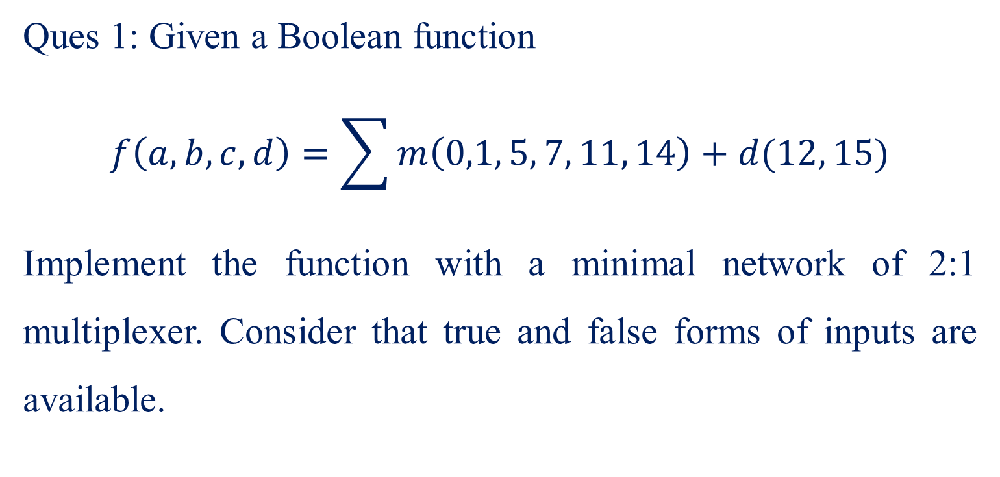 Ques 1: Given a Boolean function
f(a, b, c, d) = ∑ m(0,1, 5, 7, 11, 14) + d(12, 15)
Implement the function with a minimal network of 2:1
multiplexer. Consider that true and false forms of inputs are
available.